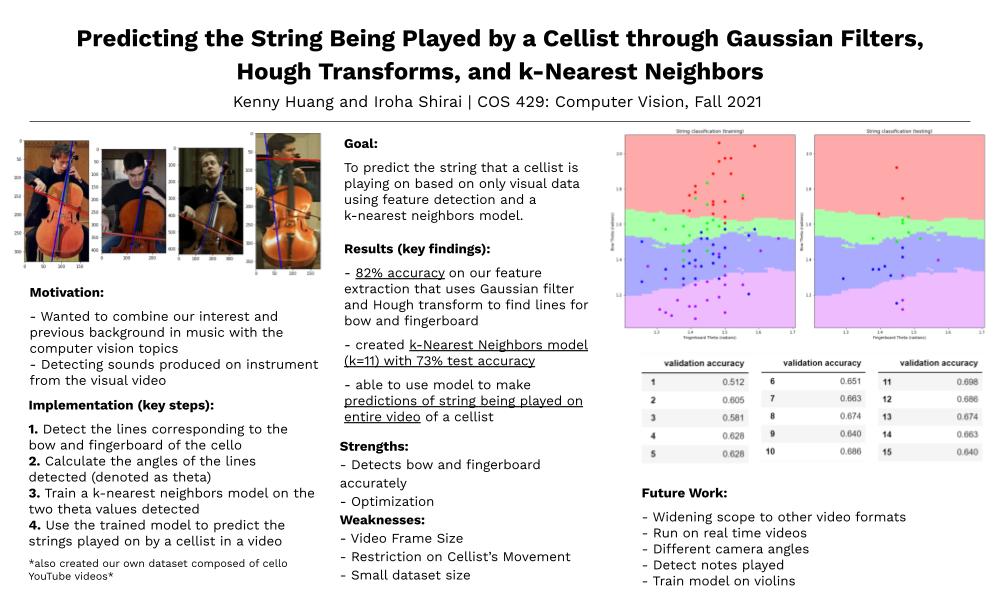 Predicting the String Being Played by a Cellist through Gaussian Filters,
Hough Transforms, and k-Nearest Neighbors
Kenny Huang and Iroha Shirai | COS 429: Computer Vision, Fall 2021
Motivation:
- Wanted to combine our interest and
previous background in music with the
computer vision topics
- Detecting sounds produced on instrument
from the visual video
Implementation (key steps):
1. Detect the lines corresponding to the
bow and fingerboard of the cello
2. Calculate the angles of the lines
detected (denoted as theta)
3. Train a k-nearest neighbors model on the
two theta values detected
4. Use the trained model to predict the
strings played on by a cellist in a video
*also created our own dataset composed of cello
YouTube videos*
Goal:
To predict the string that a cellist is
playing on based on only visual data
using feature detection and a
k-nearest neighbors model.
Results (key findings):
- 82% accuracy on our feature
extraction that uses Gaussian filter
and Hough transform to find lines for
bow and fingerboard
- created k-Nearest Neighbors model
(k=11) with 73% test accuracy
- able to use model to make
predictions of string being played on
entire video of a cellist
Strengths:
- Detects bow and fingerboard
accurately
- Optimization
Weaknesses:
- Video Frame Size
- Restriction on Cellist's Movement
- Small dataset size
String classification (training)
Bow Theta (radians)
Fingerboard Theta (radians)
String classification (testing)
Bow Theta (radians)
Fingerboard Theta (radians)
validation accuracy
1 0.512
2 0.605
3 0.581
4 0.628
5 0.628
validation accuracy
6 0.651
7 0.663
8 0.674
9 0.640
10 0.686
validation accuracy
11 0.698
12 0.686
13 0.674
14 0.663
15 0.640
Future Work:
- Widening scope to other video formats
- Run on real time videos
- Different camera angles
- Detect notes played
- Train model on violins